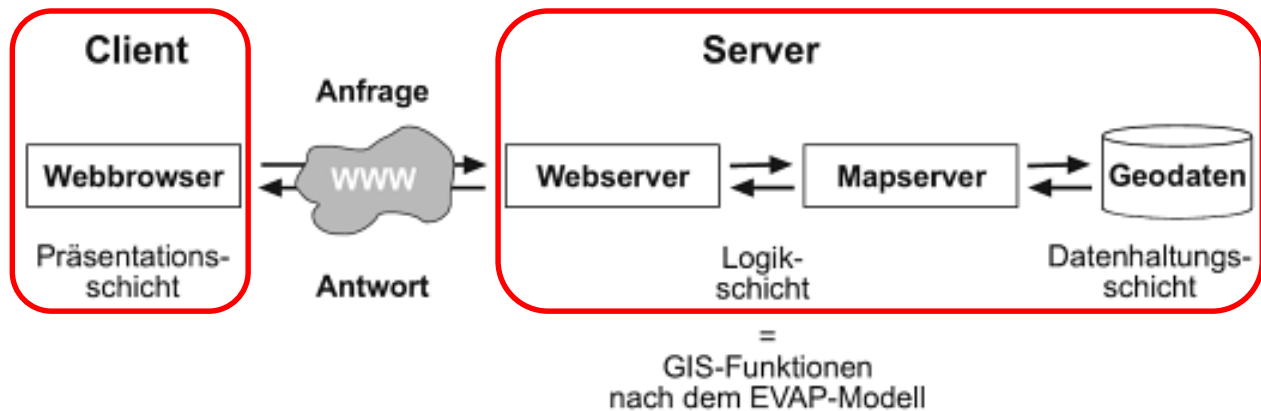 Client
Server
Anfrage
Webbrowser
WWW
Webserver
Mapserver
Geodaten
Präsentations-
schicht
Antwort
Logik-
schicht
Datenhaltungs-
schicht
=
GIS-Funktionen
nach dem EVAP-Modell